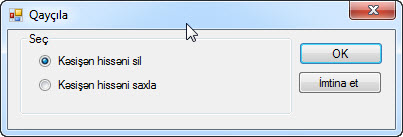 Qayçıla
Seç
Kəsişən hissəni sil
OK
Kəsişən hissəni saxla
İmtina et